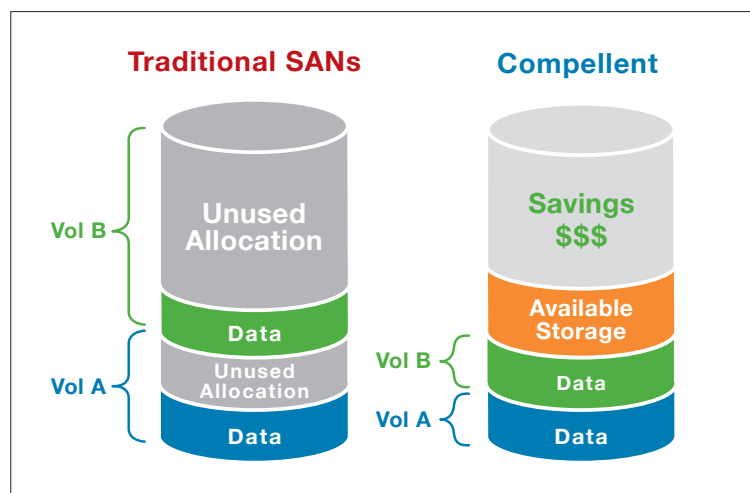 Traditional SANs
Vol B
Unused
Allocation
Data
Vol A
Unused
Allocation
Data
Compellent
Savings
$$$
Available
Storage
Vol B
Data
Vol A
Data